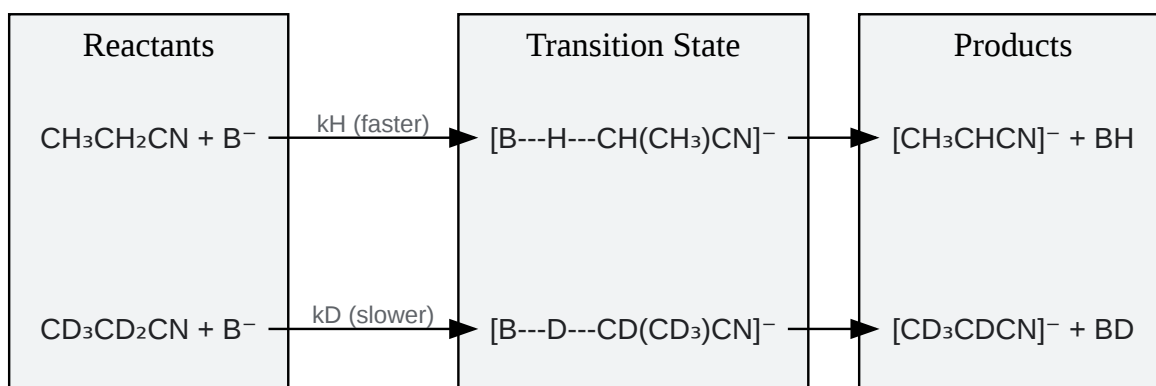 Reactants
Transition State
Products
CH₃CH₂CN + B⁻
kH (faster)
[B---H---CH(CH₃)CN]⁻
[CH₃CHCN]⁻ + BH
CD₃CD₂CN + B⁻
kD (slower)
[B---D---CD(CD₃)CN]⁻
[CD₃CDCN]⁻ + BD